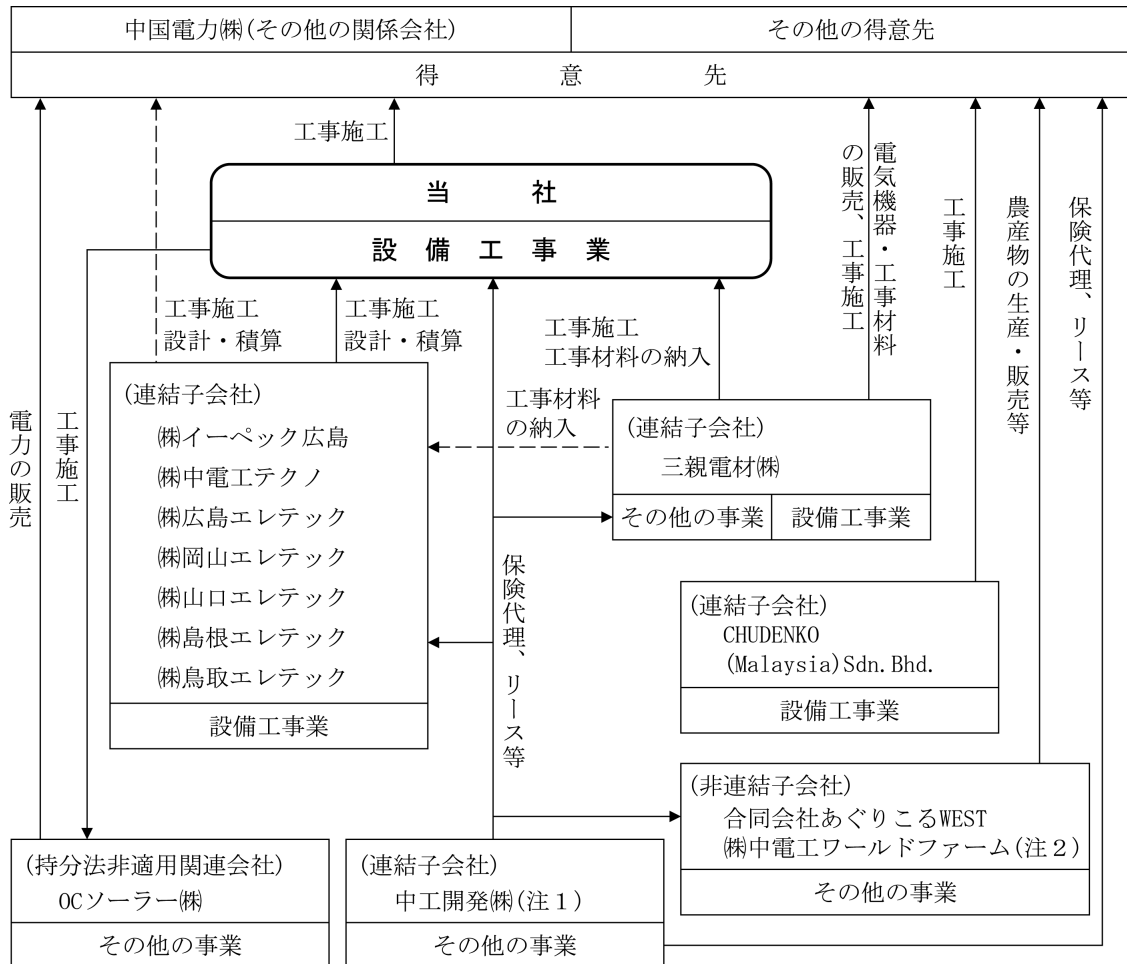 中国電力㈱(その他の関係会社)
その他の得意先
得意先
工事施工
当社
設備工事業
電気機器・工事材料
の販売、工事施工
工事施工
農産物の生産・販売等
保険代理、リース等
工事施工
設計・積算
工事施工
設計・積算
工事施工
工事材料の納入
電力の販売
工事施工
(連結子会社)
㈱イーペック広島
㈱中電工テクノ
㈱広島エレテック
㈱岡山エレテック
㈱山口エレテック
㈱島根エレテック
㈱鳥取エレテック
設備工事業
工事材料
の納入
(連結子会社)
三親電材㈱
その他の事業
設備工事業
保険代理、リース等
(連結子会社)
CHUDENKO
(Malaysia)Sdn.Bhd.
設備工事業
(非連結子会社)
合同会社あぐりこるWEST
㈱中電工ワールドファーム(注2)
その他の事業
(持分法非適用関連会社)
OCソーラー㈱
その他の事業
(連結子会社)
中工開発㈱(注1)
その他の事業